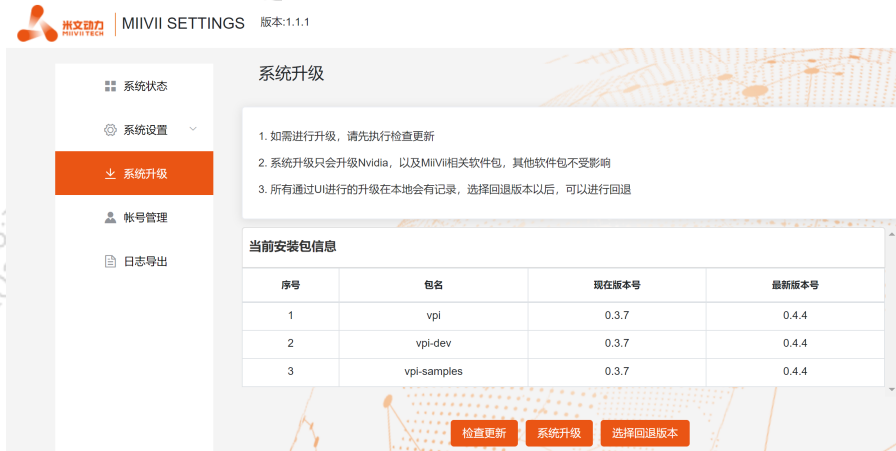 米文动力
MIIVII TECH
MIIVII SETTINGS
版本:1.1.1
系统状态
系统设置
系统升级
帐号管理
日志导出
系统升级
1. 如需进行升级，请先执行检查更新
2. 系统升级只会升级Nvidia，以及MiiVii相关软件包，其他软件包不受影响
3. 所有通过UI进行的升级在本地会有记录，选择回退版本以后，可以进行回退
当前安装包信息
序号 包名 现在版本号 最新版本号
1 vpi 0.3.7 0.4.4
2 vpi-dev 0.3.7 0.4.4
3 vpi-samples 0.3.7 0.4.4
检查更新 系统升级 选择回退版本